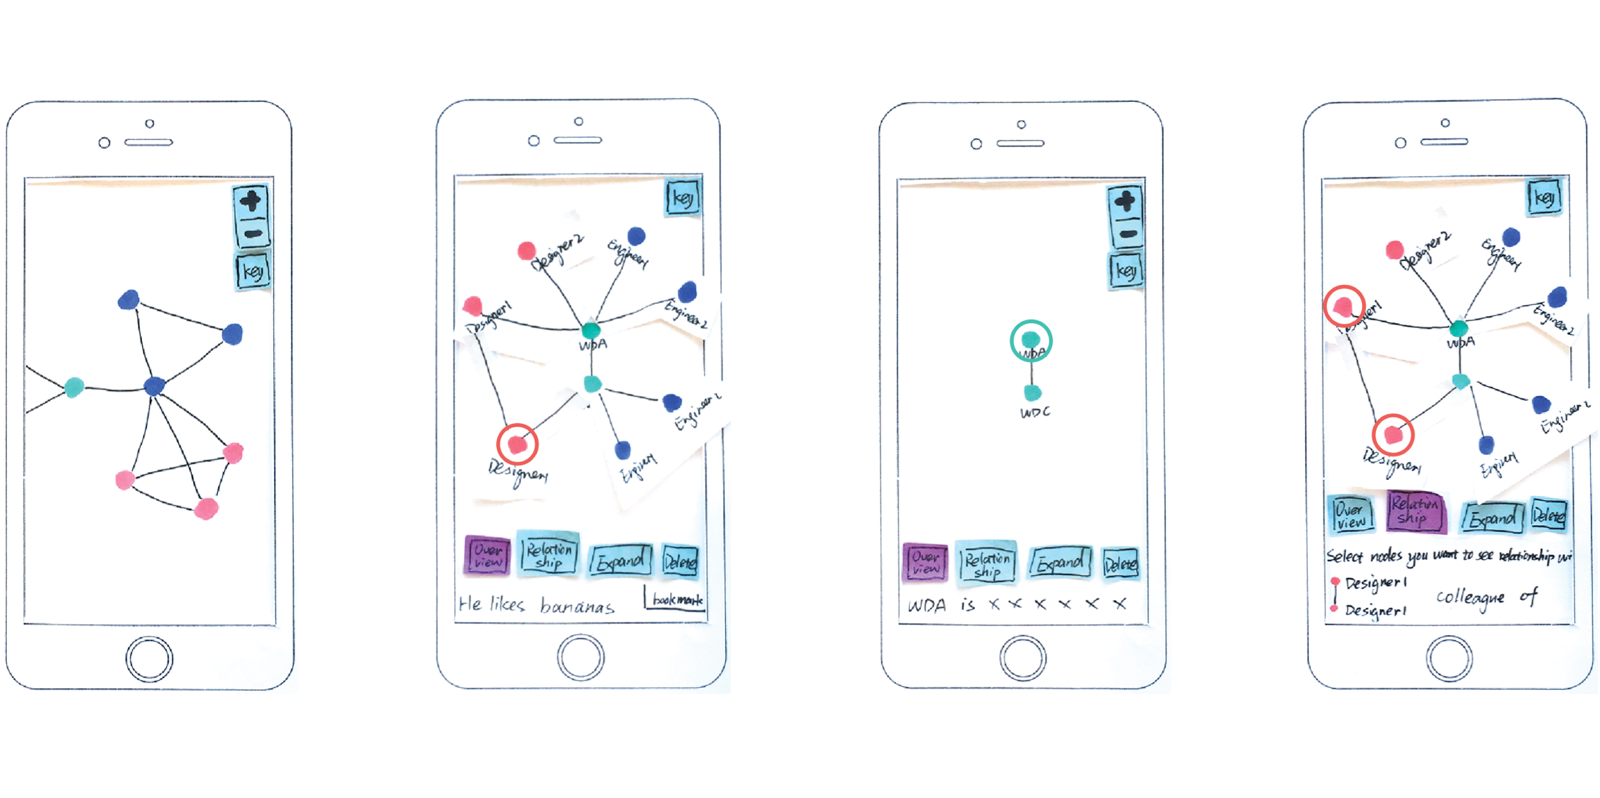 +
-
key
key
Designer2
Engineer1
Designer1
Engineer2
WDA
Engineer2
Designer1
Engineer1
Over
view
Relation
ship
Expand
Delete
He likes bananas
bookmark
+
-
key
WDA
WDC
Over
view
Relation
ship
Expand
Delete
WDA is x x x x x x
key
Designer2
Engineer1
Designer1
Engineer2
WDA
Engineer2
Designer1
Over
view
Relation
ship
Expand
Delete
Select nodes you want to see relationship wi
Designer1
colleague of
Designer1